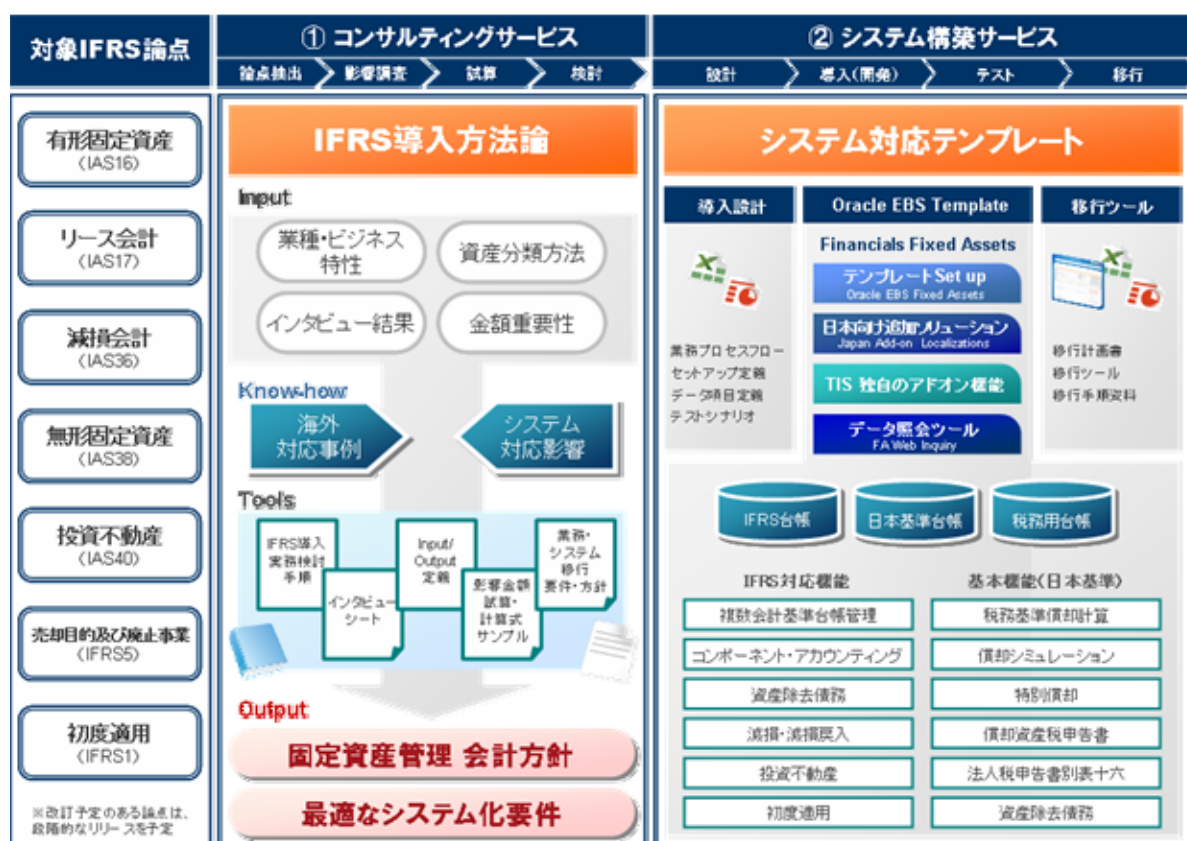 対象IFRS論点
有形固定資産
(IAS16)
リース会計
(IAS17)
減損会計
(IAS36)
無形固定資産
(IAS38)
投資不動産
(IAS40)
売却目的及び廃止事業
(IFRS5)
初度適用
(IFRS1)
※改訂予定のある論点は、
段階的なリリースを予定
① コンサルティングサービス
論点抽出
影響調査
試算
検討
IFRS導入方法論
Input
業種・ビジネス
特性
資産分類方法
インタビュー結果
金額重要性
Know-how
海外
対応事例
システム
対応影響
Tools
IFRS導入
実務検討
手順
インタビュー
シート
Input/
Output
定義
影響金額
試算・
計算式
サンプル
業務・
システム
移行
要件・方針
Output
固定資産管理 会計方針
最適なシステム化要件
② システム構築サービス
設計
導入(開発)
テスト
移行
システム対応テンプレート
導入設計
業務プロセスフロー
セットアップ定義
データ項目定義
テストシナリオ
Oracle EBS Template
Financials Fixed Assets
テンプレートSet up
Oracle EBS Fixed Assets
日本向け追加ソリューション
Japan Add-on Localizations
TIS 独自のアドオン機能
データ照会ツール
FA Web Inquiry
移行ツール
移行計画書
移行ツール
移行手順資料
IFRS台帳
日本基準台帳
税務用台帳
IFRS対応機能
複数会計基準台帳管理
コンポーネント・アカウンティング
資産除去債務
減損・減損戻入
投資不動産
初度適用
基本機能(日本基準)
税務基準償却計算
償却シミュレーション
特別償却
償却資産税申告書
法人税申告書別表十六
資産除去債務